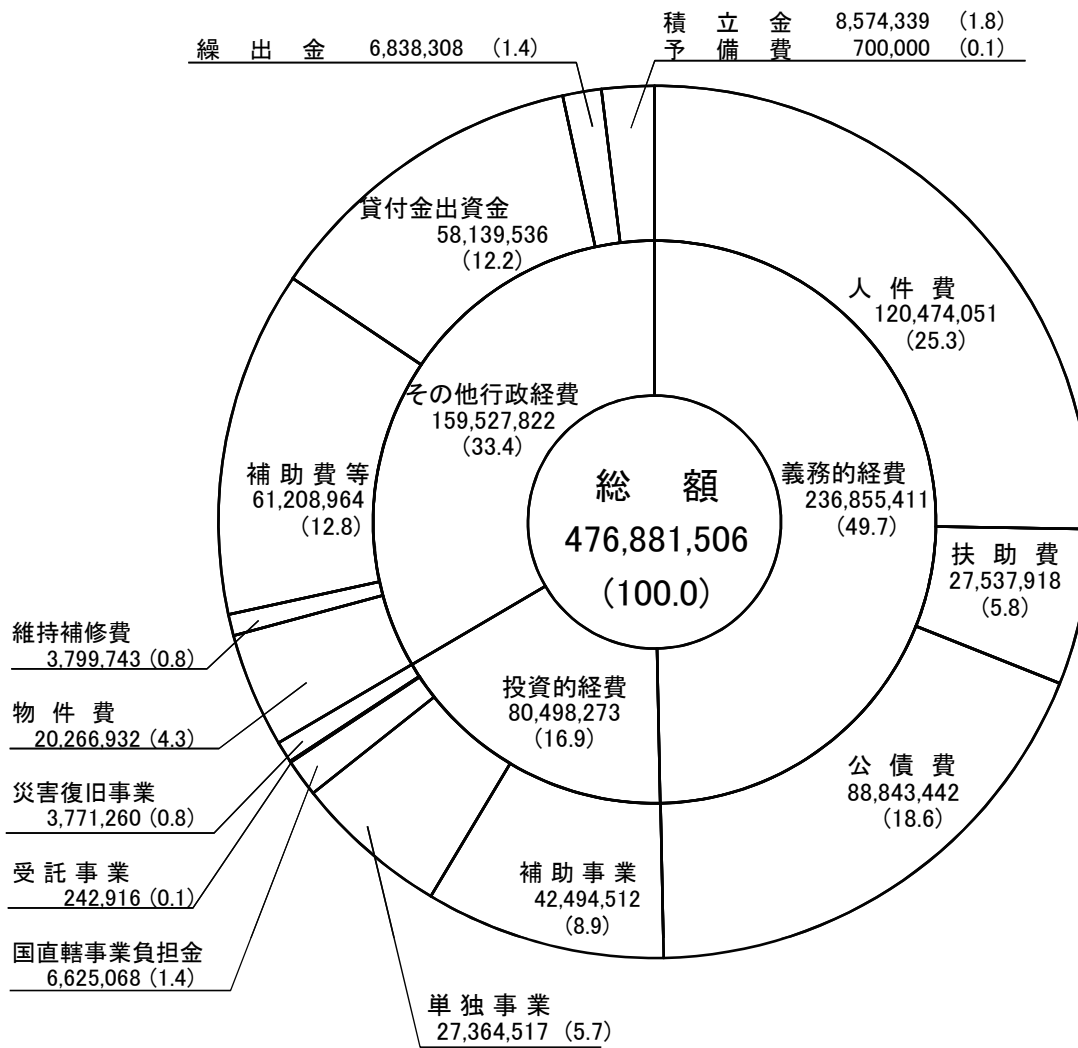 積　立　金　8,574,339　（1.8）
予　備　費　700,000　（0.1）
繰　出　金　6,838,308　（1.4）
貸付金出資金
58,139,536
（12.2）
人　件　費
120,474,051
（25.3）
その他行政経費
159,527,822
（33.4）
補 助 費 等
61,208,964
（12.8）
総　額
476,881,506
（100.0）
義務的経費
236,855,411
（49.7）
扶　助　費
27,537,918
（5.8）
維持補修費
3,799,743（0.8）
物　件　費
20,266,932（4.3）
投資的経費
80,498,273
（16.9）
公　債　費
88,843,442
（18.6）
災害復旧事業
3,771,260（0.8）
受 託 事 業
242,916（0.1）
補 助 事 業
42,494,512
（8.9）
国直轄事業負担金
6,625,068（1.4）
単 独 事 業
27,364,517（5.7）